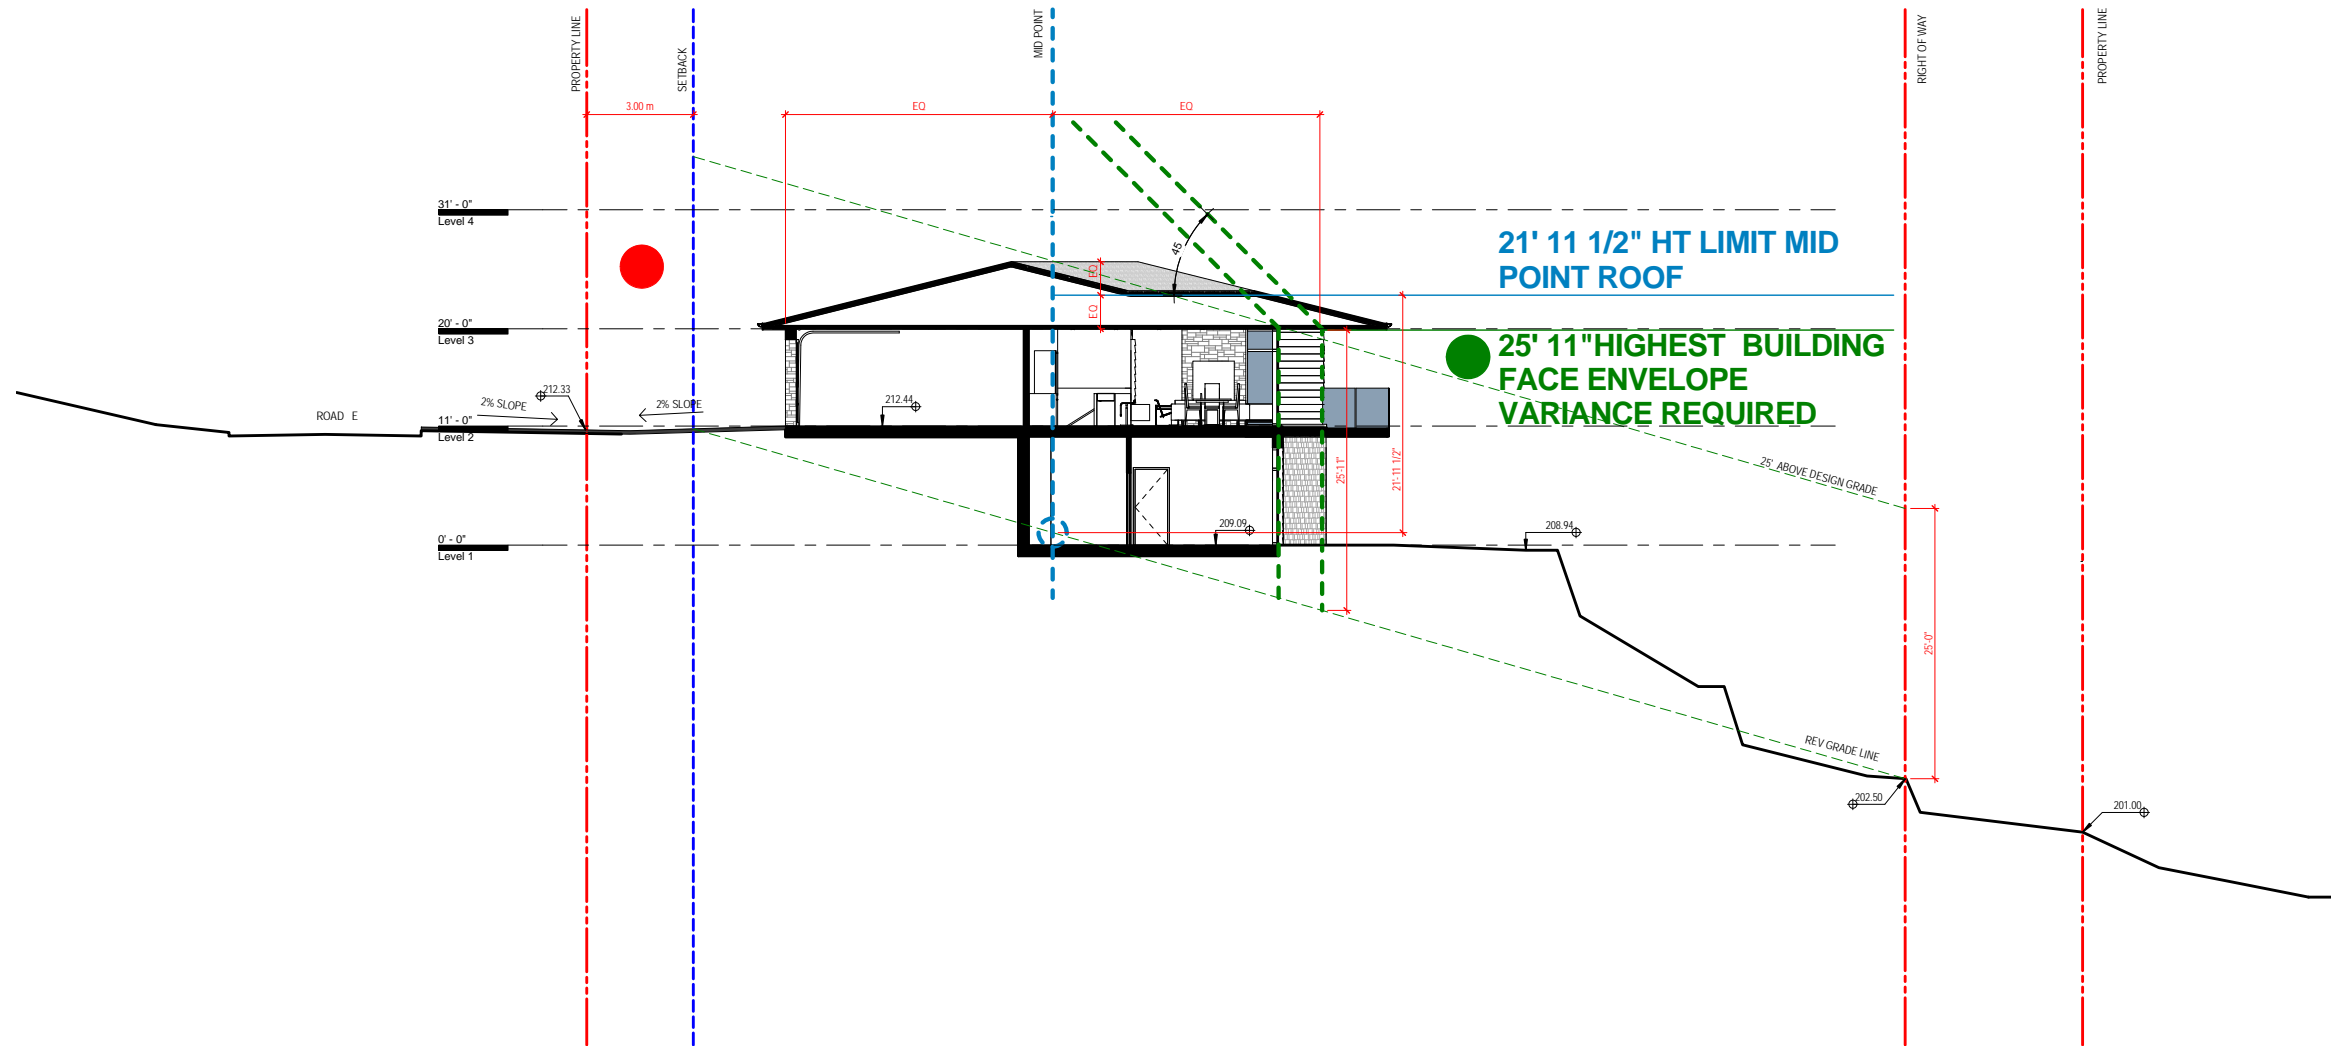 PROPERTY LINE
SETBACK
MID POINT
RIGHT OF WAY
PROPERTY LINE
3.00 m
EQ
EQ
31' - 0"
Level 4
45
21' 11 1/2" HT LIMIT MID
POINT ROOF
EQ
EQ
20' - 0"
Level 3
25' 11"HIGHEST BUILDING
FACE ENVELOPE
VARIANCE REQUIRED
212.33
2% SLOPE
2% SLOPE
212.44
ROAD E
11' - 0"
Level 2
25'-11"
21'- 11 1/2"
25' ABOVE DESIGN GRADE
209.09
208.94
0' - 0"
Level 1
25'-0"
REV GRADE LINE
202.50
201.00